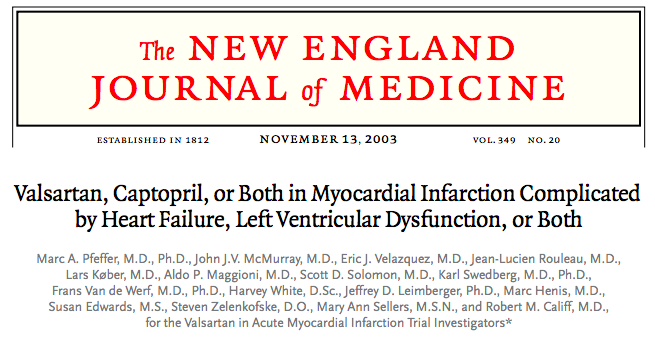 The NEW ENGLAND
JOURNAL of MEDICINE
ESTABLISHED IN 1812 NOVEMBER 13, 2003 VOL. 349 NO. 20
Valsartan, Captopril, or Both in Myocardial Infarction Complicated
by Heart Failure, Left Ventricular Dysfunction, or Both
Marc A. Pfeffer, M.D., Ph.D., John J.V. McMurray, M.D., Eric J. Velazquez, M.D., Jean-Lucien Rouleau, M.D.,
Lars Køber, M.D., Aldo P. Maggioni, M.D., Scott D. Solomon, M.D., Karl Swedberg, M.D., Ph.D.,
Frans Van de Werf, M.D., Ph.D., Harvey White, D.Sc., Jeffrey D. Leimberger, Ph.D., Marc Henis, M.D.,
Susan Edwards, M.S., Steven Zelenkofske, D.O., Mary Ann Sellers, M.S.N., and Robert M. Califf, M.D.,
for the Valsartan in Acute Myocardial Infarction Trial Investigators*